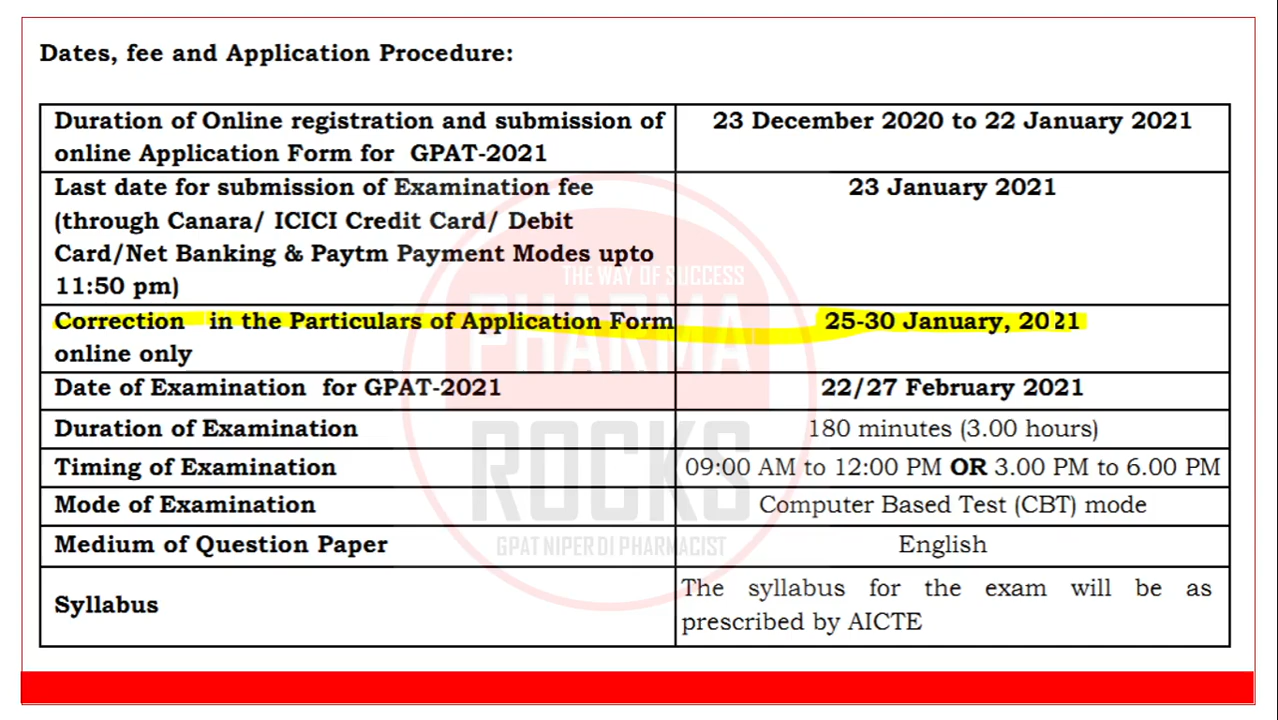 Dates, fee and Application Procedure:
Duration of Online registration and submission of
online Application Form for GPAT-2021
23 December 2020 to 22 January 2021
Last date for submission of Examination fee
(through Canara/ ICICI Credit Card/ Debit
Card/Net Banking & Paytm Payment Modes upto
11:50 pm)
23 January 2021
Correction in the Particulars of Application Form
online only
25-30 January, 2021
Date of Examination for GPAT-2021
22/27 February 2021
Duration of Examination
180 minutes (3.00 hours)
Timing of Examination
09:00 AM to 12:00 PM OR 3.00 PM to 6.00 PM
Mode of Examination
Computer Based Test (CBT) mode
Medium of Question Paper
English
Syllabus
The syllabus for the exam will be as
prescribed by AICTE
THE WAY OF SUCCESS
PHARMA
ROCKS
GPAT NIPER DI PHARMACIST